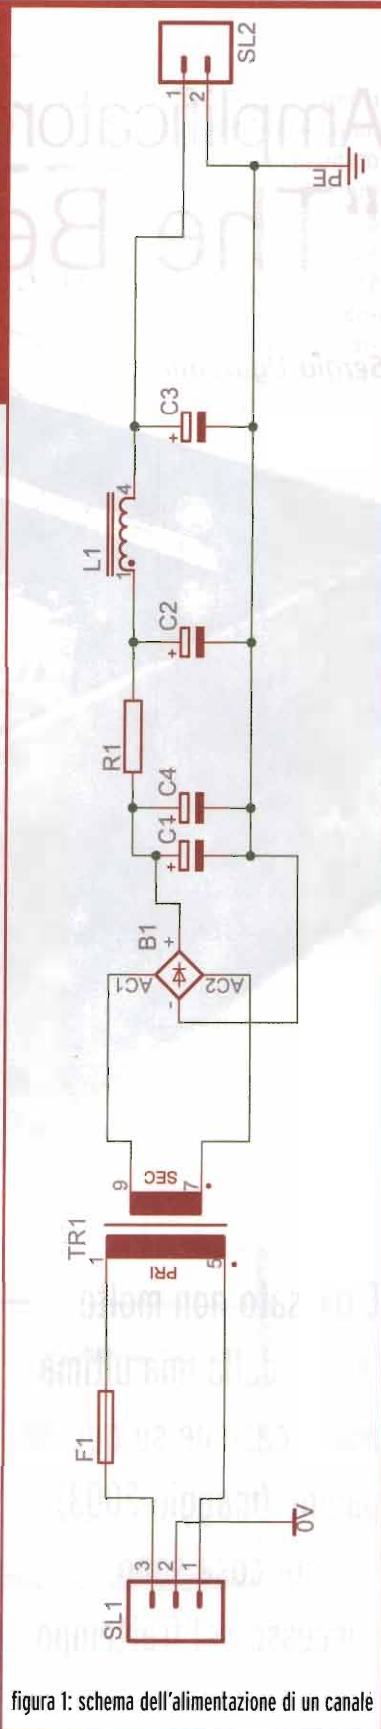 SL2
1
2
PE
C3
+
4
L1
1
C2
+
R1
C4
C1
+
+
B1
+
-
AC1
AC2
9
SEC
7
TR1
1
PRI
5
F1
3
2
1
0V
SL1
figura 1: schema dell'alimentazione di un canale